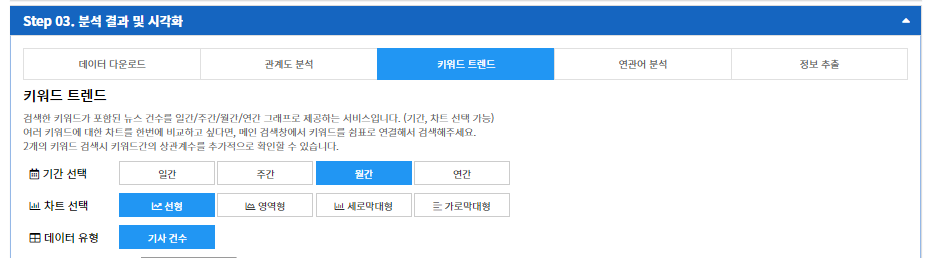 Step 03. 분석 결과 및 시각화
데이터 다운로드 관계도 분석 키워드 트렌드 연관어 분석 정보 추출
키워드 트렌드
검색한 키워드가 포함된 뉴스 건수를 일간/주간/월간/연간 그래프로 제공하는 서비스입니다. (기간, 차트 선택 가능)
여러 키워드에 대한 차트를 한번에 비교하고 싶다면, 메인 검색창에서 키워드를 쉼표로 연결해서 검색해주세요.
2개의 키워드 검색시 키워드간의 상관계수를 추가적으로 확인할 수 있습니다.
기간 선택 일간 주간 월간 연간
차트 선택 선형 영역형 세로막대형 가로막대형
데이터 유형 기사 건수